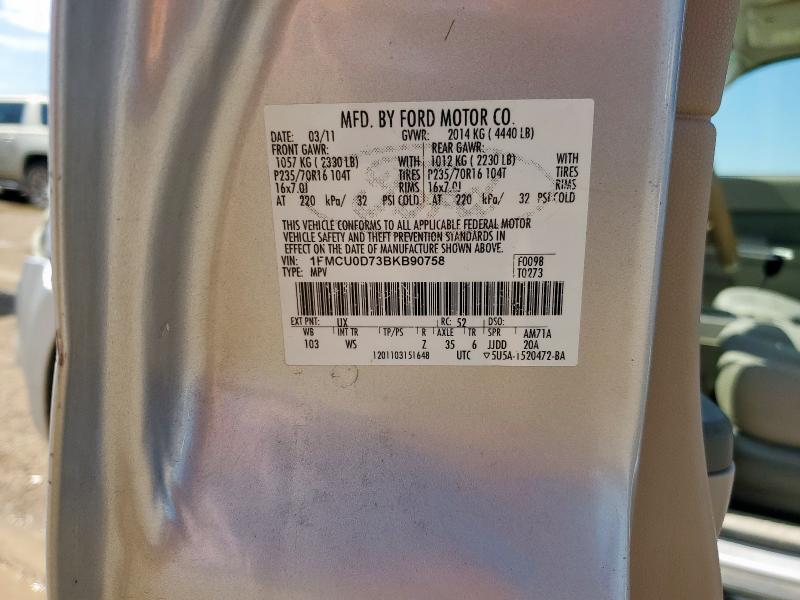 MFD. BY FORD MOTOR CO.
DATE: 03/11 GVWR: 2014 KG ( 4440 LB)
FRONT GAWR: REAR GAWR:
1057 KG ( 2330 LB) WITH 1012 KG ( 2230 LB) WITH
P235/70R16 104T TIRES P235/70R16 104T TIRES
16x7.0J RIMS 16x7.0J RIMS
AT 220 kPa/ 32 PSI COLD AT 220 kPa/ 32 PSI COLD
THIS VEHICLE CONFORMS TO ALL APPLICABLE FEDERAL MOTOR
VEHICLE SAFETY AND THEFT PREVENTION STANDARDS IN
EFFECT ON THE DATE OF MANUFACTURE SHOWN ABOVE.
VIN: 1FMCU0D73BKB90758 F0098
TYPE: MPV T0273
EXT PNT: UX RC: 52 DSO:
WB INT TR TP/PS R AXLE TR SPR AM71A
103 WS Z 35 6 JJDD 20A
1201103151648 UTC ▽5U5A-1520472-BA